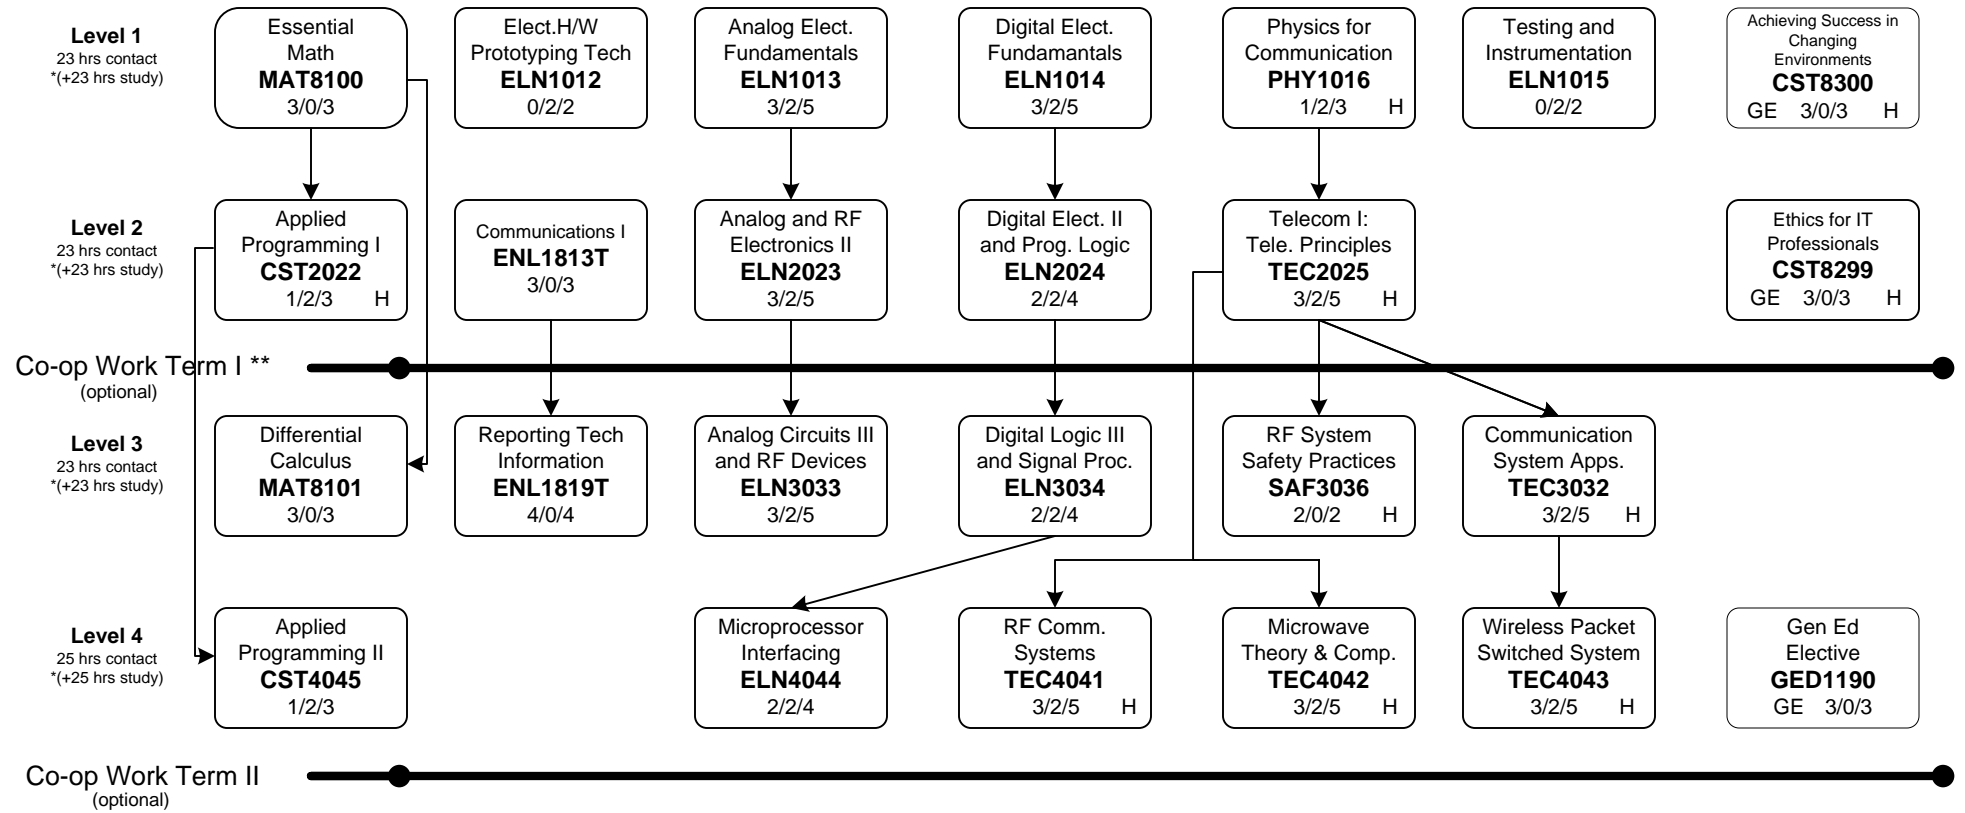 Level 1
23 hrs contact
*(+23 hrs study)
Essential
Math
MAT8100
3/0/3
Elect.H/W
Prototyping Tech
ELN1012
0/2/2
Analog Elect.
Fundamentals
ELN1013
3/2/5
Digital Elect.
Fundamantals
ELN1014
3/2/5
Physics for
Communication
PHY1016
1/2/3 H
Testing and
Instrumentation
ELN1015
0/2/2
Achieving Success in
Changing
Environments
CST8300
GE 3/0/3 H
Level 2
23 hrs contact
*(+23 hrs study)
Applied
Programming I
CST2022
1/2/3 H
Communications I
ENL1813T
3/0/3
Analog and RF
Electronics II
ELN2023
3/2/5
Digital Elect. II
and Prog. Logic
ELN2024
2/2/4
Telecom I:
Tele. Principles
TEC2025
3/2/5 H
Ethics for IT
Professionals
CST8299
GE 3/0/3 H
Co-op Work Term I **
(optional)
Level 3
23 hrs contact
*(+23 hrs study)
Differential
Calculus
MAT8101
3/0/3
Reporting Tech
Information
ENL1819T
4/0/4
Analog Circuits III
and RF Devices
ELN3033
3/2/5
Digital Logic III
and Signal Proc.
ELN3034
2/2/4
RF System
Safety Practices
SAF3036
2/0/2 H
Communication
System Apps.
TEC3032
3/2/5 H
Level 4
25 hrs contact
*(+25 hrs study)
Applied
Programming II
CST4045
1/2/3
Microprocessor
Interfacing
ELN4044
2/2/4
RF Comm.
Systems
TEC4041
3/2/5 H
Microwave
Theory & Comp.
TEC4042
3/2/5 H
Wireless Packet
Switched System
TEC4043
3/2/5 H
Gen Ed
Elective
GED1190
GE 3/0/3
Co-op Work Term II
(optional)